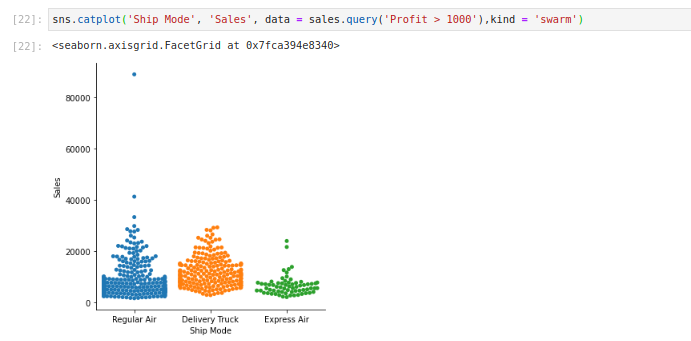 [22]: sns.catplot('Ship Mode', 'Sales', data = sales.query('Profit > 1000'),kind = 'swarm')
[22]: <seaborn.axisgrid.FacetGrid at 0x7fca394e8340>
80000
60000
Sales
40000
20000
0
Regular Air Delivery Truck Express Air
Ship Mode